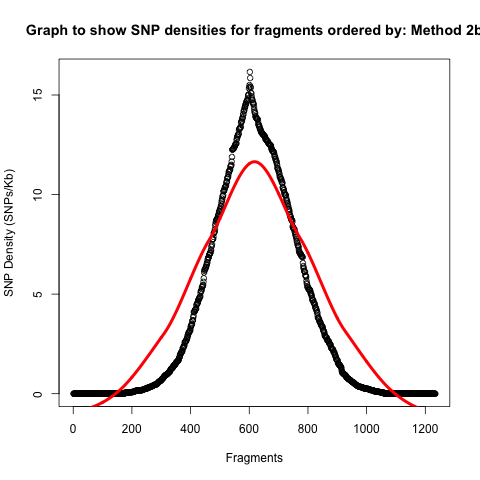 Graph to show SNP densities for fragments ordered by: Method 2b
SNP Density (SNPs/Kb)
15
10
5
0
0 200 400 600 800 1000 1200
Fragments